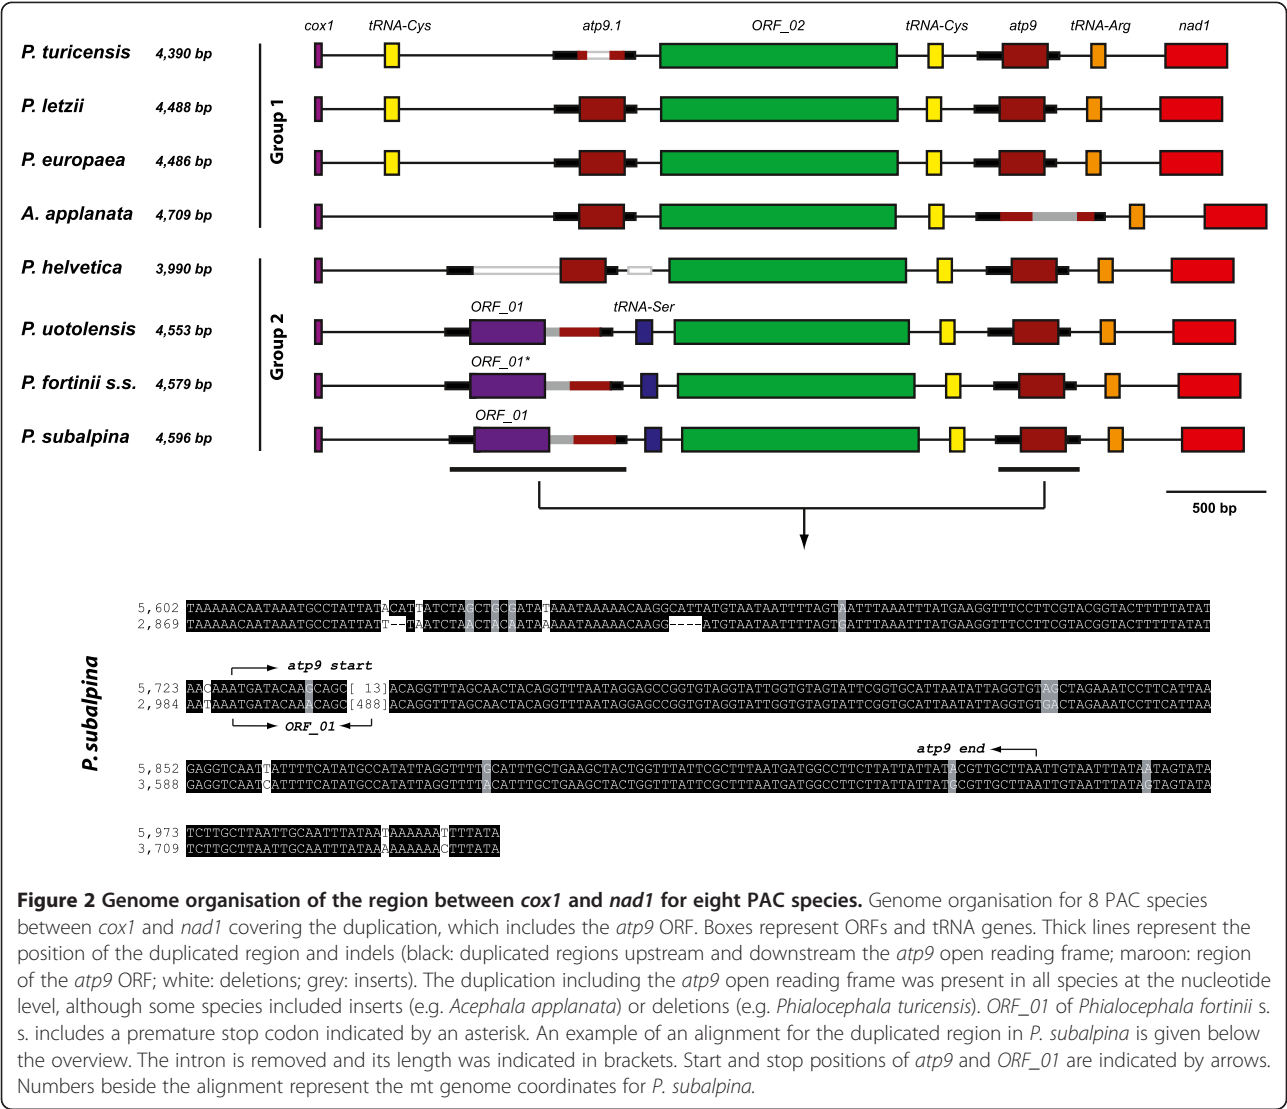 cox1 tRNA-Cys atp9.1 ORF_02 tRNA-Cys atp9 tRNA-Arg nad1
P. turicensis 4,390 bp
P. letzii 4,488 bp
P. europaea 4,486 bp
A. applanata 4,709 bp
Group 1
P. helvetica 3,990 bp
ORF_01 tRNA-Ser
P. uotolensis 4,553 bp
ORF_01*
P. fortinii s.s. 4,579 bp
ORF_01
P. subalpina 4,596 bp
Group 2
500 bp
P. subalpina
5,602 TAAAAACAATAAATGCCTATTATACATTATCTAGCTGCGATATAAATAAAAACAAGGCATTATGTAATAATTTTAGTAATTTAAATTTATGAAGGTTTCCTTCGTACGGTACTTTTTATAT
2,869 TAAAAACAATAAATGCCTATTATT--TAATCTAACTACAATAAAAATAAAAACAAGG----ATGTAATAATTTTAGTGATTTAAATTTATGAAGGTTTCCTTCGTACGGTACTTTTTATAT
atp9 start
5,723 AACAAATGATACAAGCAGC[ 13]ACAGGTTTAGCAACTACAGGTTTAATAGGAGCCGGTGTAGGTATTGGTGTAGTATTCGGTGCATTAATATTAGGTGTAGCTAGAAATCCTTCATTAA
2,984 AATAAATGATACAAACAGC[488]ACAGGTTTAGCAACTACAGGTTTAATAGGAGCCGGTGTAGGTATTGGTGTAGTATTCGGTGCATTAATATTAGGTGTGACTAGAAATCCTTCATTAA
ORF_01
atp9 end
5,852 GAGGTCAATTATTTTCATATGCCATATTAGGTTTTGCATTTGCTGAAGCTACTGGTTTATTCGCTTTAATGATGGCCTTCTTATTATTATACGTTGCTTAATTGTAATTTATAATAGTATA
3,588 GAGGTCAATCATTTTCATATGCCATATTAGGTTTTACATTTGCTGAAGCTACTGGTTTATTCGCTTTAATGATGGCCTTCTTATTATTATGCGTTGCTTAATTGTAATTTATAGTAGTATA
5,973 TCTTGCTTAATTGCAATTTATAATAAAAAATTTTATA
3,709 TCTTGCTTAATTGCAATTTATAAAAAAAAACTTTATA
Figure 2 Genome organisation of the region between cox1 and nad1 for eight PAC species. Genome organisation for 8 PAC species
between cox1 and nad1 covering the duplication, which includes the atp9 ORF. Boxes represent ORFs and tRNA genes. Thick lines represent the
position of the duplicated region and indels (black: duplicated regions upstream and downstream the atp9 open reading frame; maroon: region
of the atp9 ORF; white: deletions; grey: inserts). The duplication including the atp9 open reading frame was present in all species at the nucleotide
level, although some species included inserts (e.g. Acephala applanata) or deletions (e.g. Phialocephala turicensis). ORF_01 of Phialocephala fortinii s.
s. includes a premature stop codon indicated by an asterisk. An example of an alignment for the duplicated region in P. subalpina is given below
the overview. The intron is removed and its length was indicated in brackets. Start and stop positions of atp9 and ORF_01 are indicated by arrows.
Numbers beside the alignment represent the mt genome coordinates for P. subalpina.